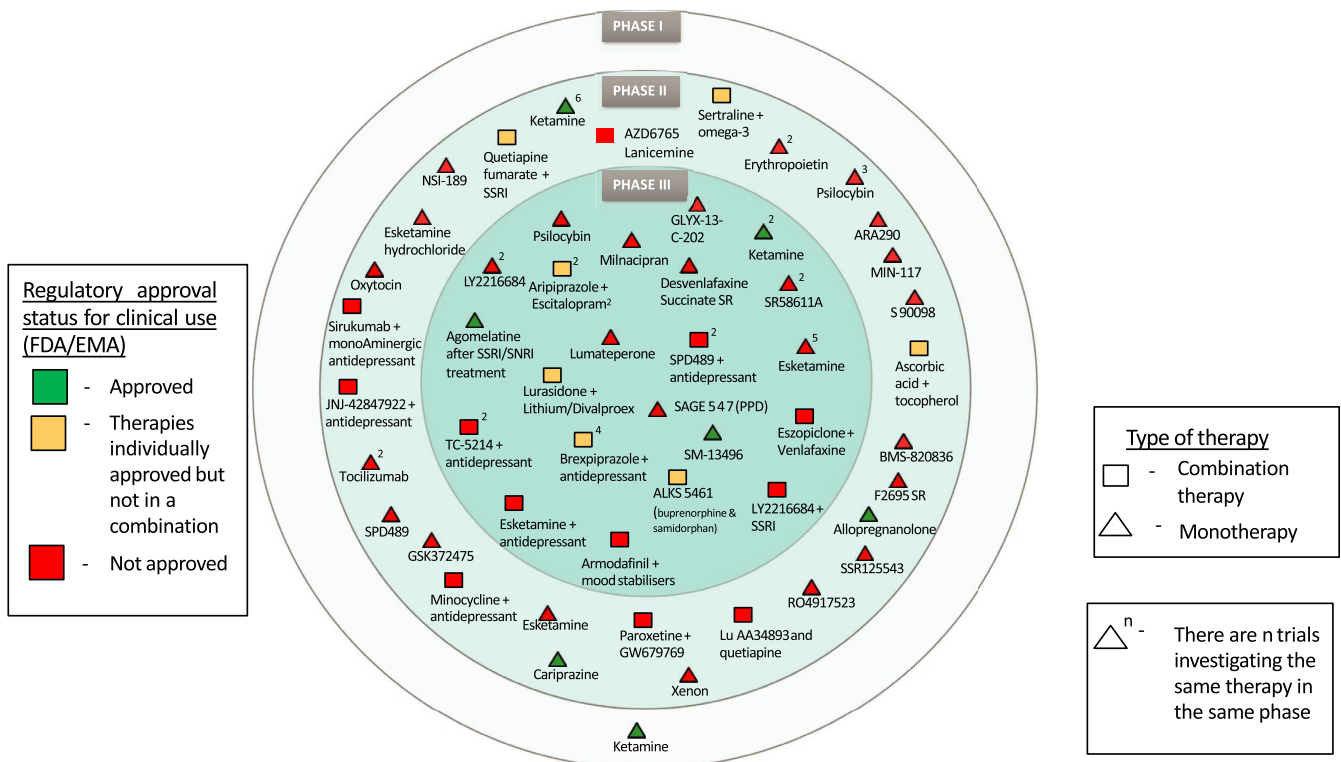 PHASE I
PHASE II
6
Ketamine
Sertraline +
omega-3
AZD6765
Lanicemine
Quetiapine
fumarate +
SSRI
2
Erythropoietin
NSI-189
3
Psilocybin
PHASE III
Esketamine
hydrochloride
ARA290
Oxytocin
MIN-117
S 90098
Sirukumab +
monoAminergic
antidepressant
Ascorbic
acid +
tocopherol
JNJ-42847922 +
antidepressant
BMS-820836
2
Tocilizumab
F2695 SR
SPD489
Allopregnanolone
GSK372475
SSR125543
Minocycline +
antidepressant
RO4917523
Esketamine
Paroxetine +
GW679769
Lu AA34893 and
quetiapine
Cariprazine
Xenon
Ketamine
Psilocybin
GLYX-13-
C-202
Milnacipran
2
Ketamine
2
LY2216684
2
Aripiprazole +
Escitalopram2
Desvenlafaxine
Succinate SR
2
SR58611A
Agomelatine
after SSRI/SNRI
treatment
Lumateperone
2
SPD489 +
antidepressant
5
Esketamine
Lurasidone +
Lithium/Divalproex
SAGE 5 4 7 (PPD)
2
TC-5214 +
antidepressant
4
Brexpiprazole +
antidepressant
SM-13496
Eszopiclone +
Venlafaxine
ALKS 5461
(buprenorphine &
samidorphan)
LY2216684 +
SSRI
Esketamine +
antidepressant
Armodafinil +
mood stabilisers
Regulatory approval
status for clinical use
(FDA/EMA)
- Approved
- Therapies
individually
approved but
not in a
combination
- Not approved
Type of therapy
- Combination
therapy
- Monotherapy
n - There are n trials
investigating the
same therapy in
the same phase